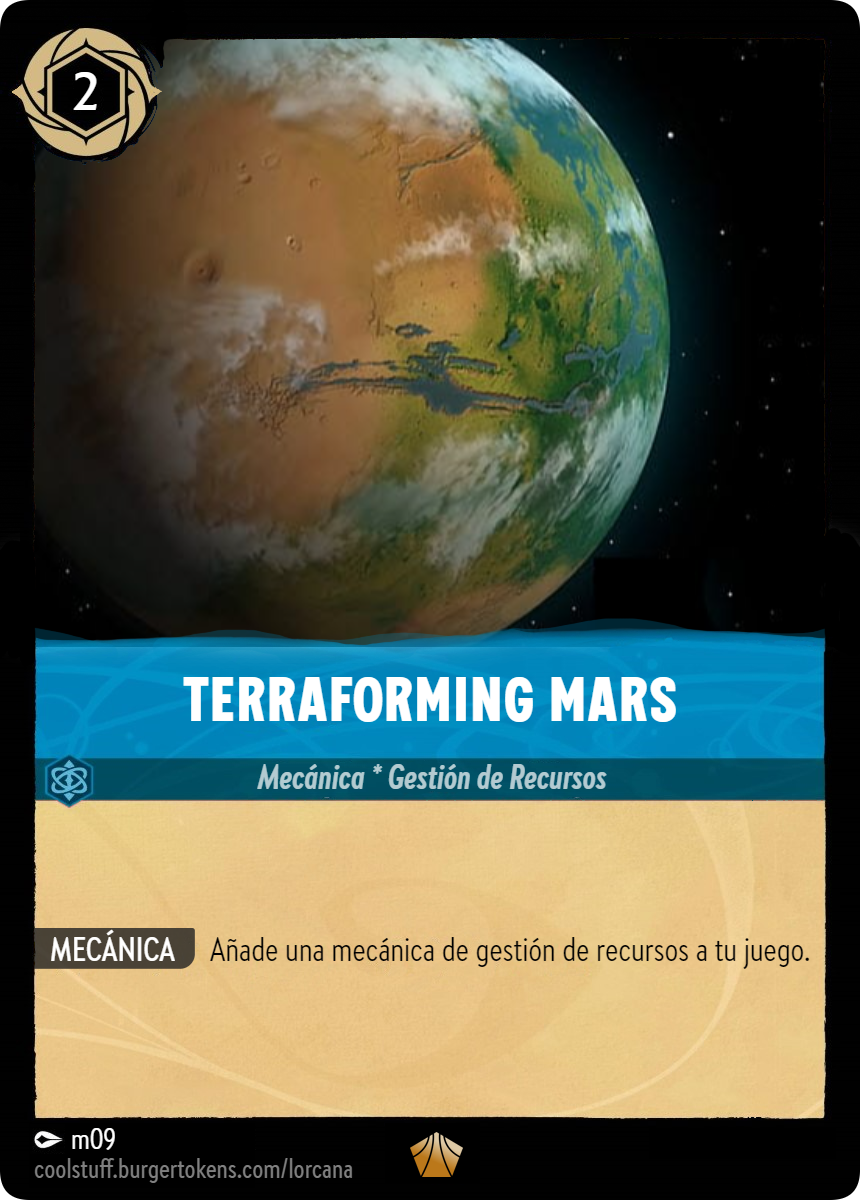 2
TERRAFORMING MARS
Mecánica * Gestión de Recursos
MECÁNICA Añade una mecánica de gestión de recursos a tu juego.
m09
coolstuff.burgertokens.com/lorcana